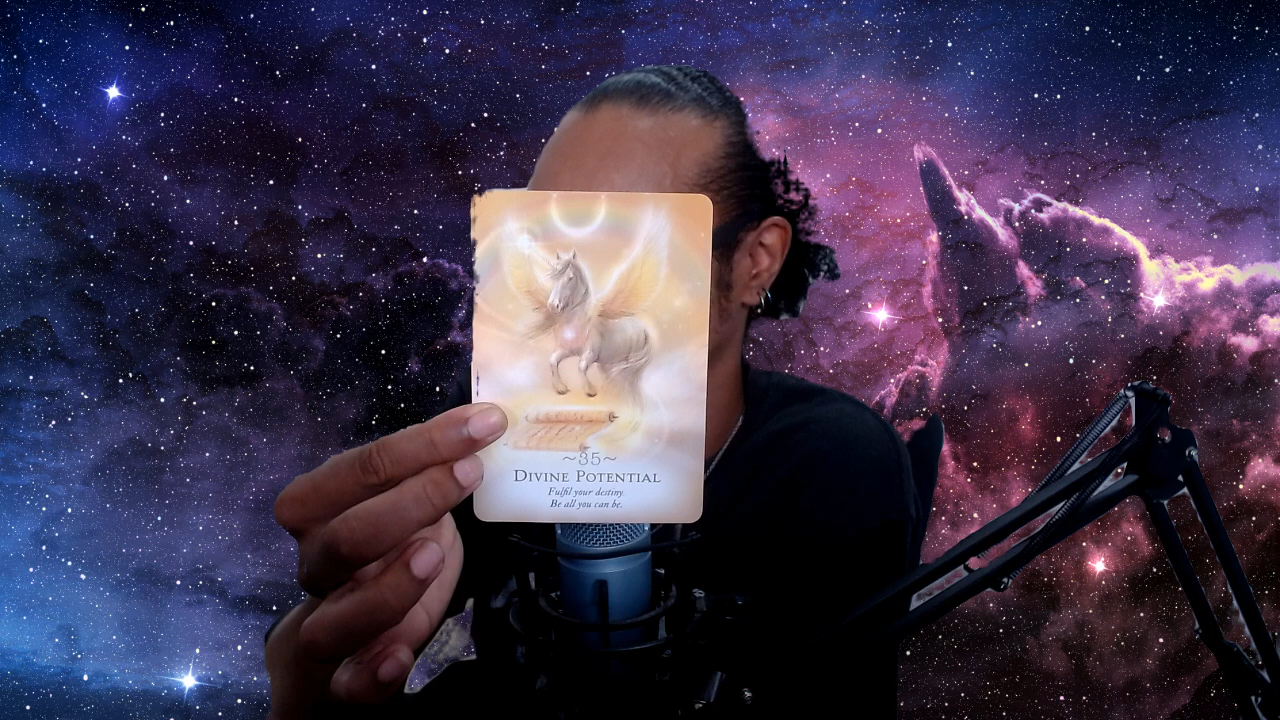 ~35~
Divine Potential
Fulfil your destiny.
Be all you can be.